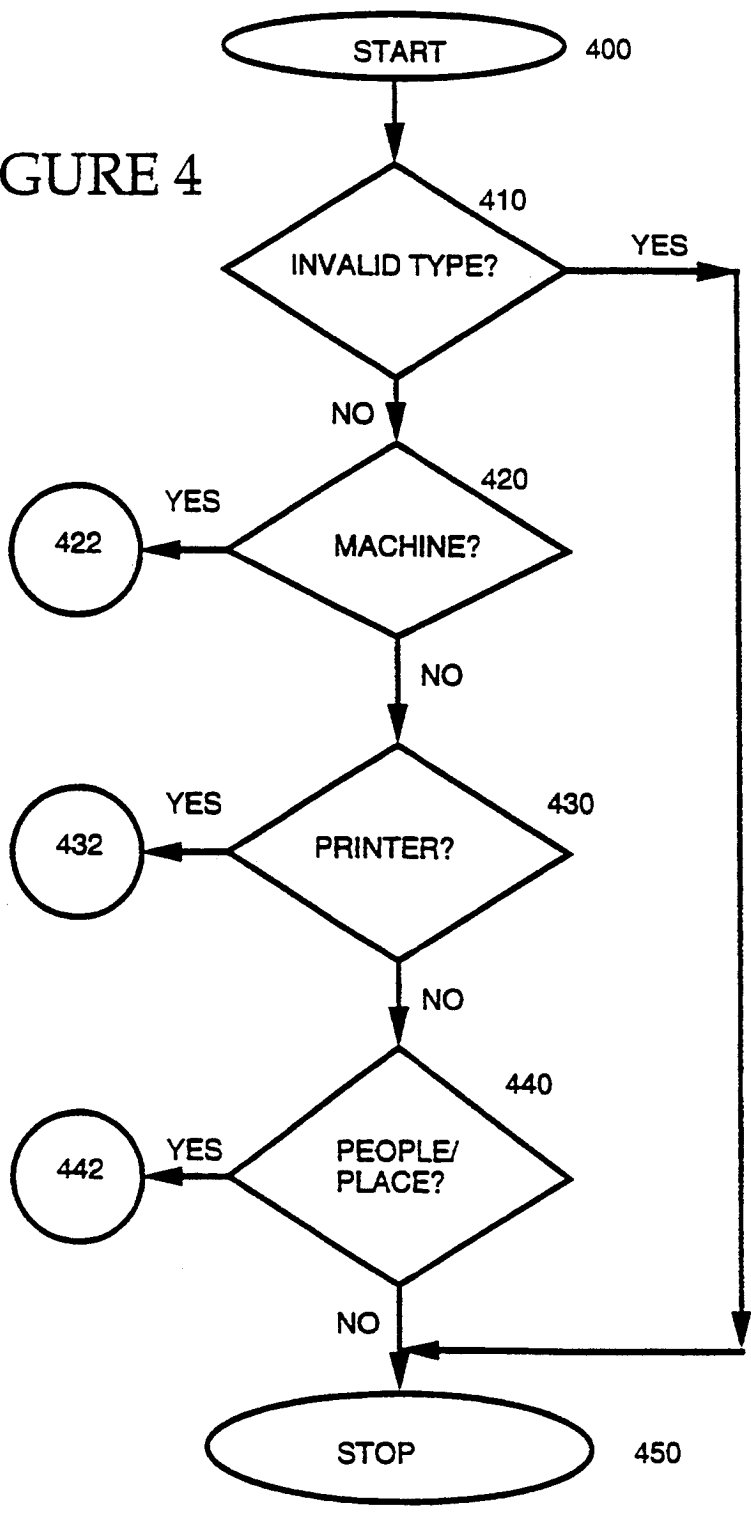 START 400
GURE 4
410
INVALID TYPE?
YES
NO
420
YES
422
MACHINE?
NO
430
YES
432
PRINTER?
NO
440
YES
442
PEOPLE/
PLACE?
NO
STOP 450